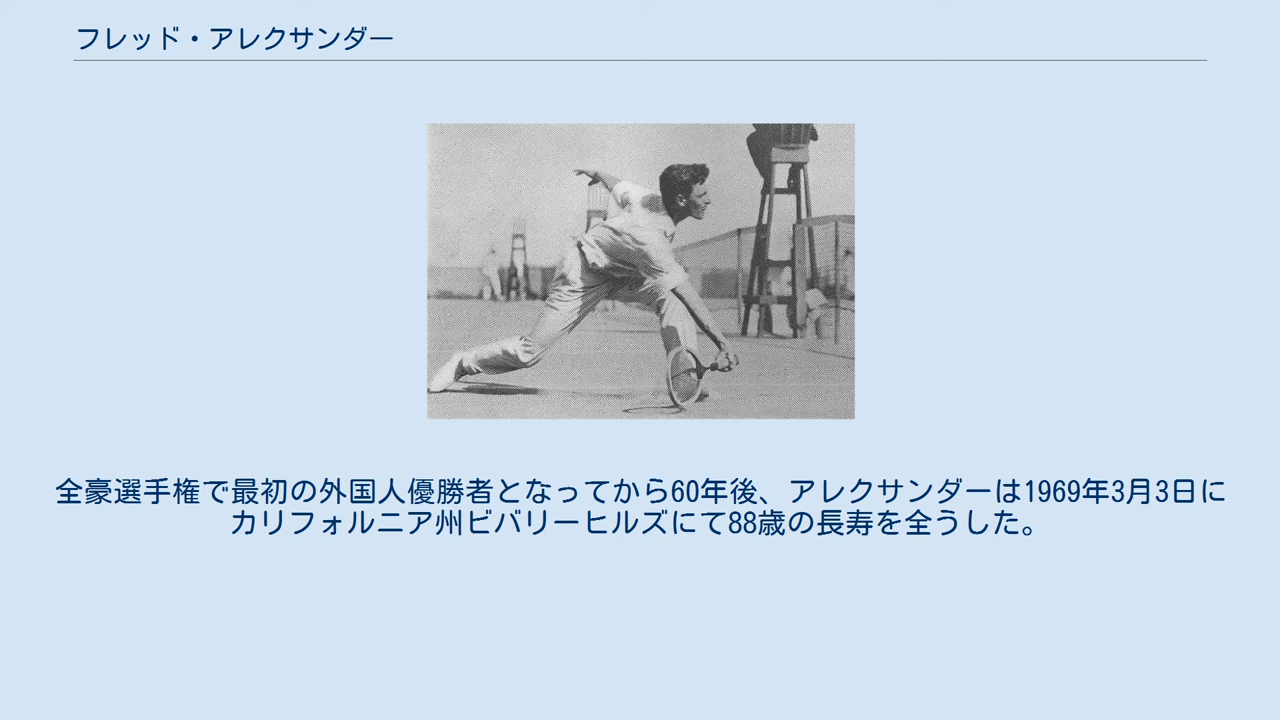 フレッド・アレクサンダー
全豪選手権で最初の外国人優勝者となってから60年後、アレクサンダーは1969年3月3日に
カリフォルニア州ビバリーヒルズにて88歳の長寿を全うした。